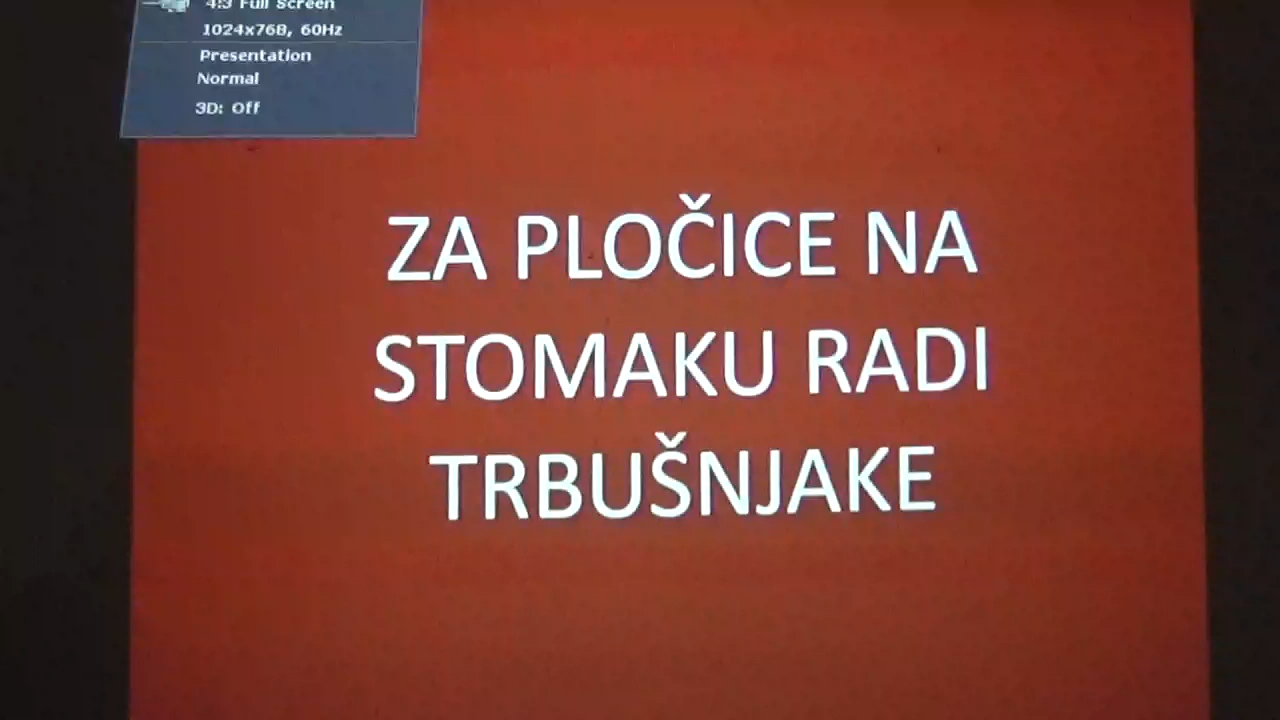 4:3 Full Screen
1024x768, 60Hz
Presentation
Normal
3D: Off
ZA PLOČICE NA
STOMAKU RADI
TRBUŠNJAKE